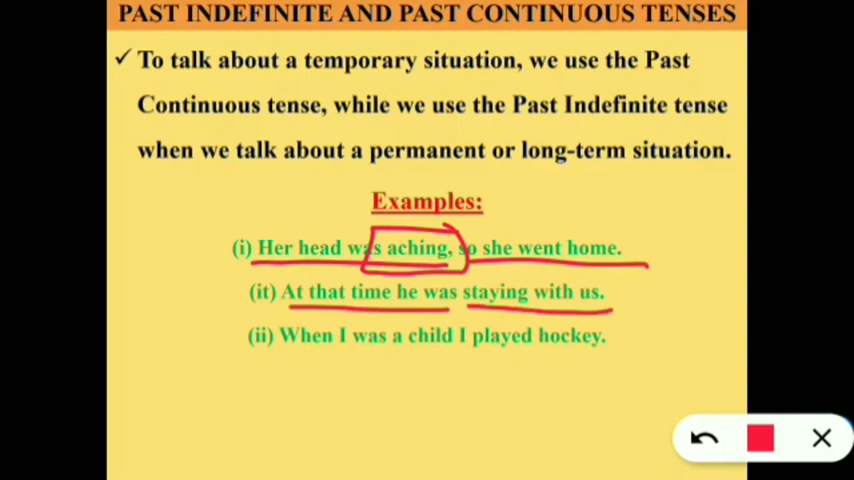 PAST INDEFINITE AND PAST CONTINUOUS TENSES
✓ To talk about a temporary situation, we use the Past
Continuous tense, while we use the Past Indefinite tense
when we talk about a permanent or long-term situation.
Examples:
(i) Her head was aching, so she went home.
(it) At that time he was staying with us.
(ii) When I was a child I played hockey.